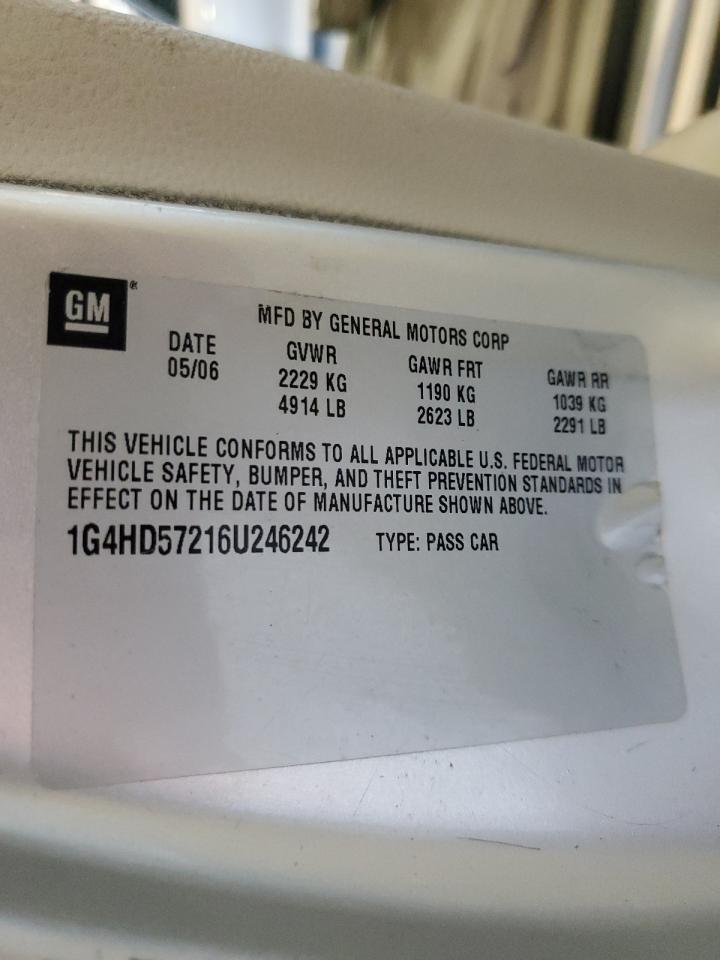 GM®
MFD BY GENERAL MOTORS CORP
DATE GVWR GAWR FRT GAWR RR
05/06 2229 KG 1190 KG 1039 KG
4914 LB 2623 LB 2291 LB
THIS VEHICLE CONFORMS TO ALL APPLICABLE U.S. FEDERAL MOTOR
VEHICLE SAFETY, BUMPER, AND THEFT PREVENTION STANDARDS IN
EFFECT ON THE DATE OF MANUFACTURE SHOWN ABOVE.
1G4HD57216U246242 TYPE: PASS CAR